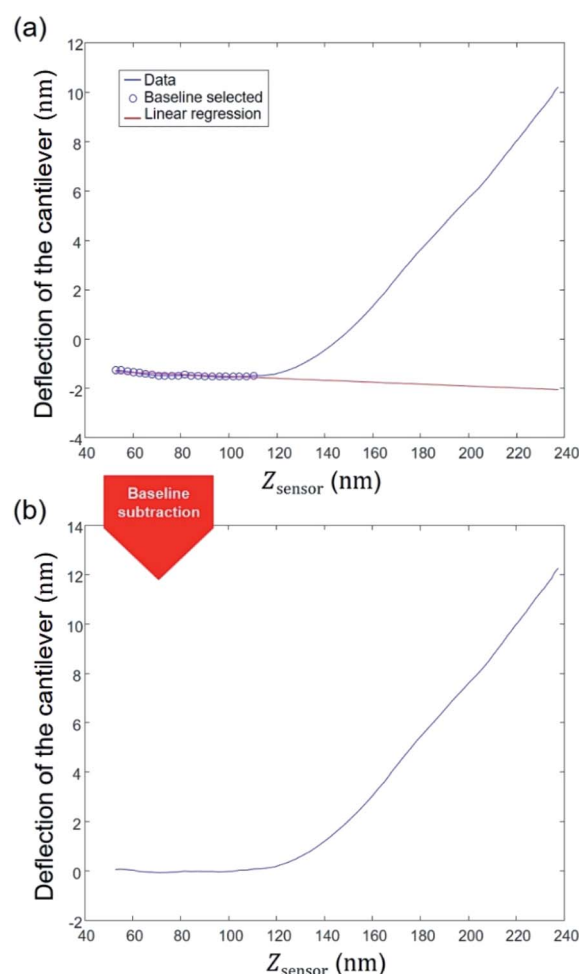 (a)
12
10
8
6
4
2
0
-2
-4
Deflection of the cantilever (nm)
Data
Baseline selected
Linear regression
40 60 80 100 120 140 160 180 200 220 240
Zsensor (nm)
Baseline
subtraction
(b)
14
12
10
8
6
4
2
0
-2
Deflection of the cantilever (nm)
40 60 80 100 120 140 160 180 200 220 240
Zsensor (nm)